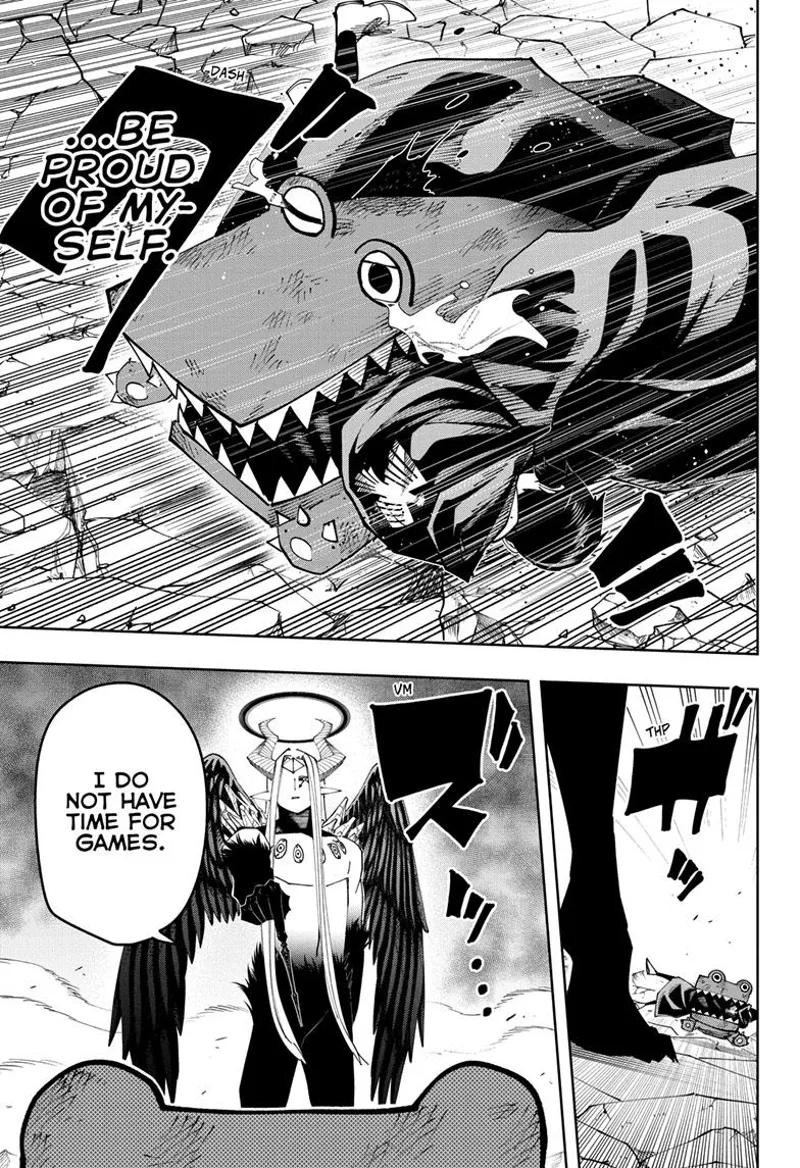 DASH
...BE
PROUD
OF MY-
SELF.
THP
VM
I DO
NOT HAVE
TIME FOR
GAMES.